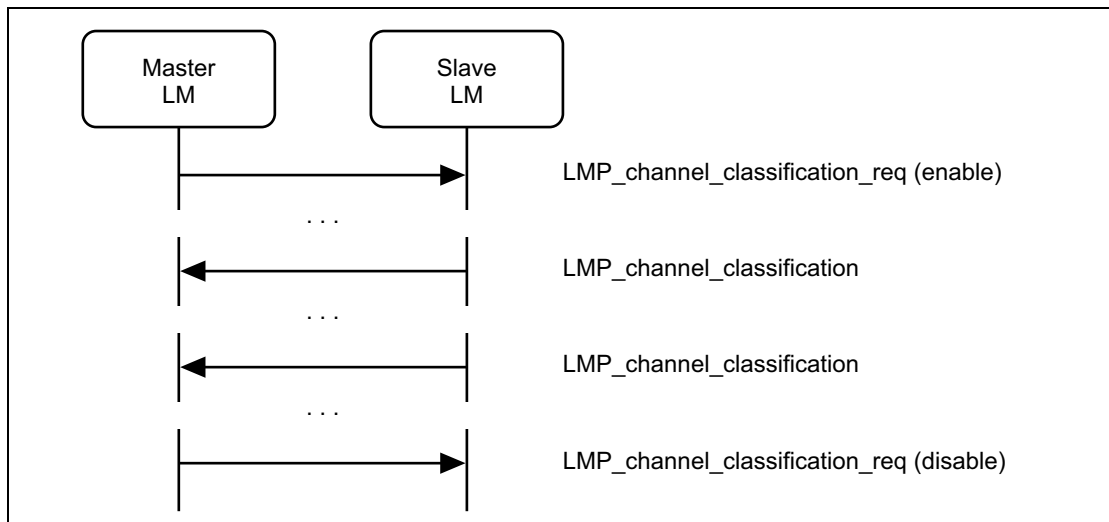 Master
LM
Slave
LM
LMP_channel_classification_req (enable)
. . .
LMP_channel_classification
. . .
LMP_channel_classification
. . .
LMP_channel_classification_req (disable)